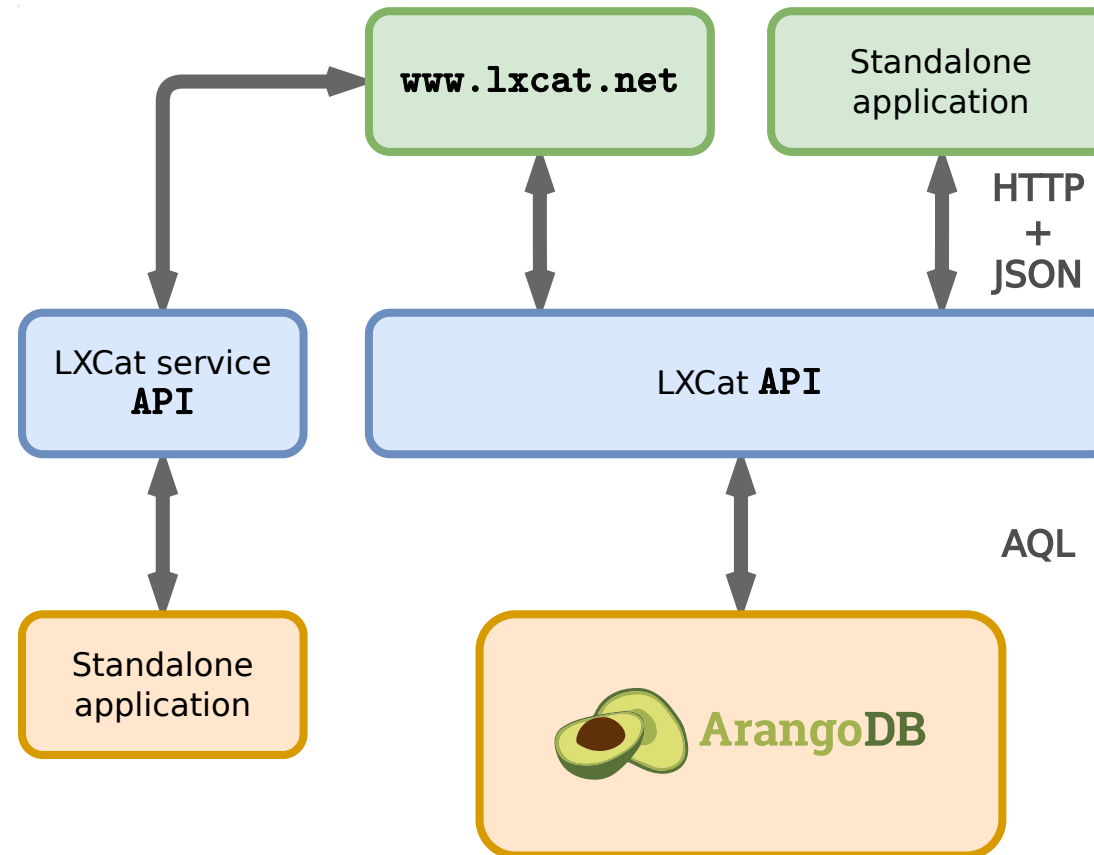 www.lxcat.net
Standalone
application
HTTP
+
JSON
LXCat service
API
LXCat API
AQL
Standalone
application
ArangoDB